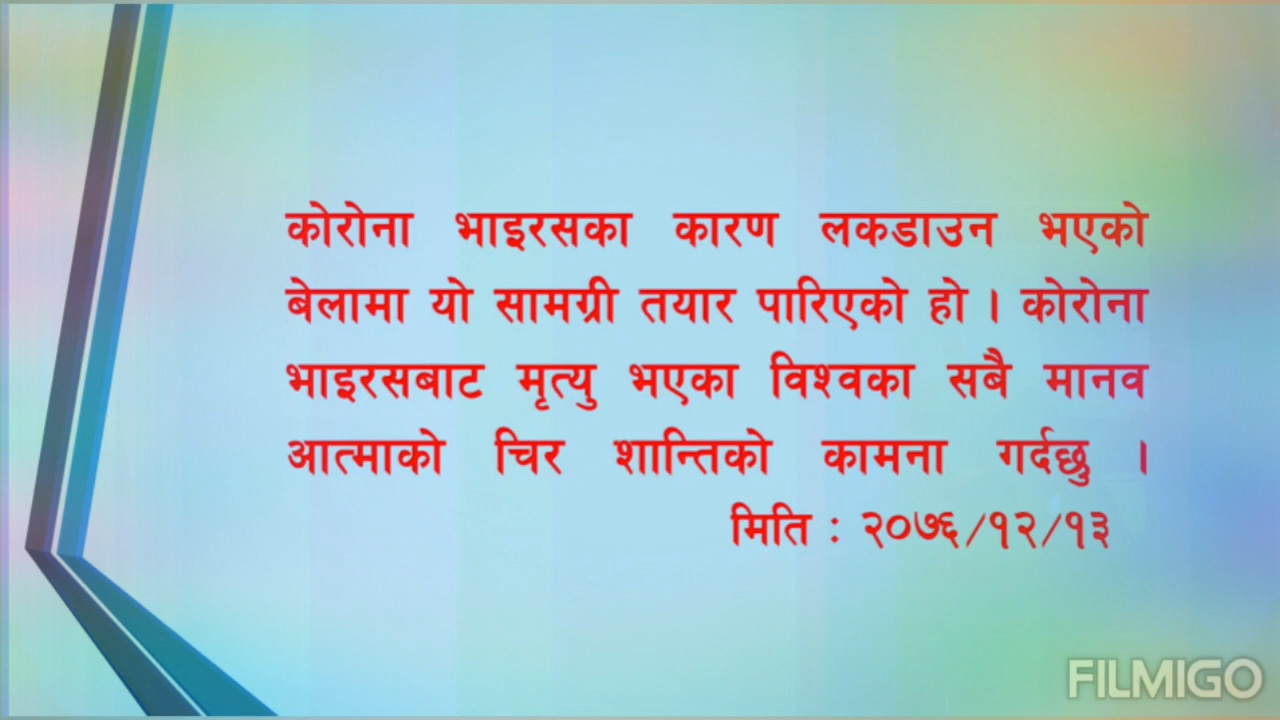 कोरोना भाइरसका कारण लकडाउन भएको
बेलामा यो सामग्री तयार पारिएको हो । कोरोना
भाइरसबाट मृत्यु भएका विश्वका सबै मानव
आत्माको चिर शान्तिको कामना गर्दछु ।
मिति : २०७६/१२/१३
FILMIGO